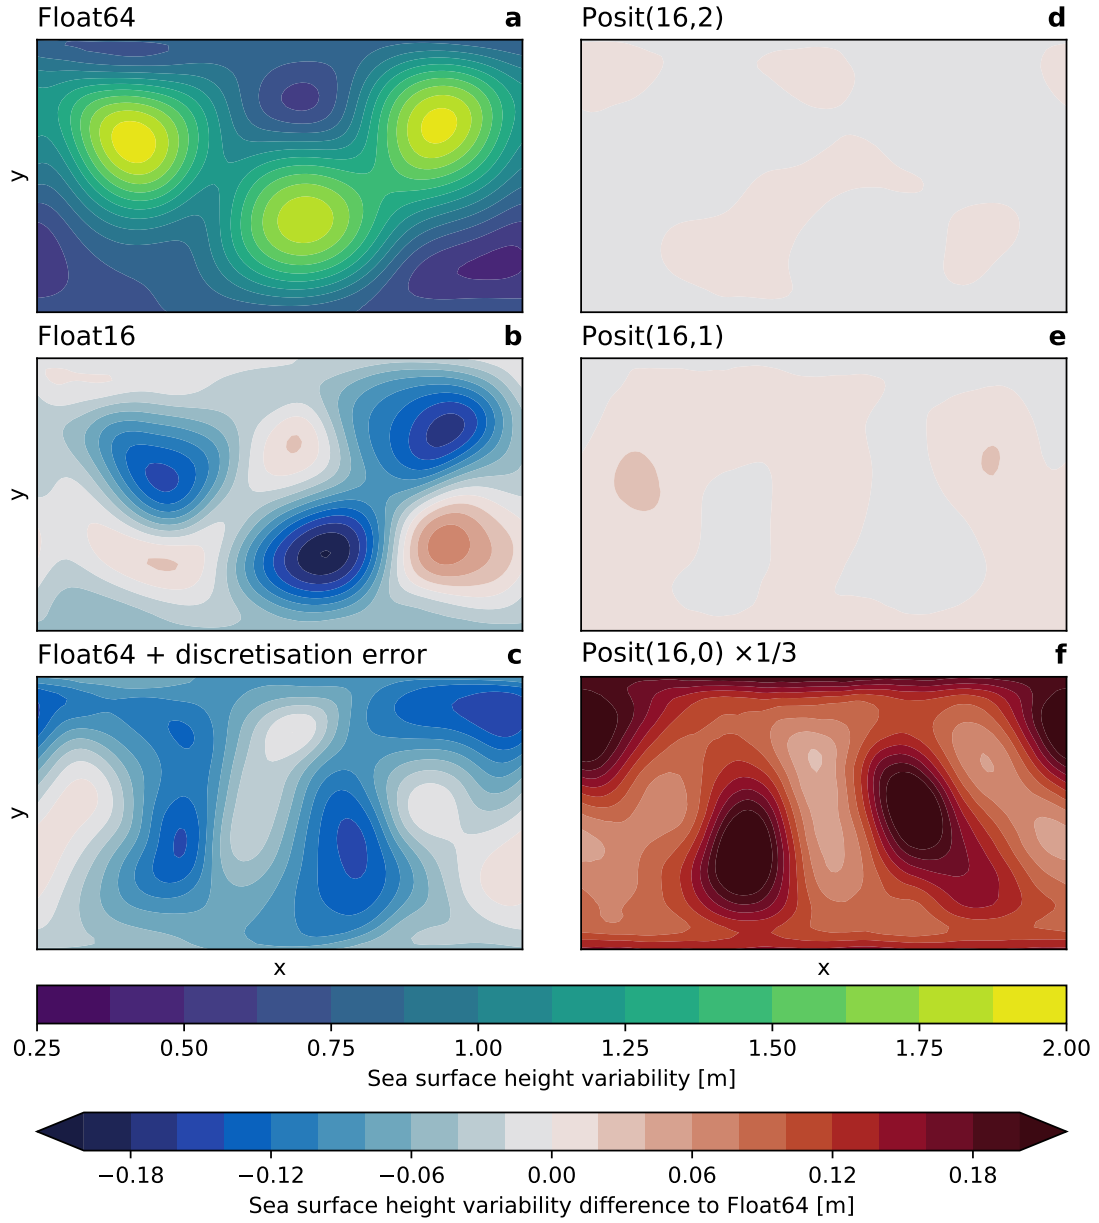 Float64 a
Posit(16,2) d
y
Float16 b
Posit(16,1) e
y
Float64 + discretisation error c
Posit(16,0) ×1/3 f
y
x x
0.25 0.50 0.75 1.00 1.25 1.50 1.75 2.00
Sea surface height variability [m]
−0.18 −0.12 −0.06 0.00 0.06 0.12 0.18
Sea surface height variability difference to Float64 [m]